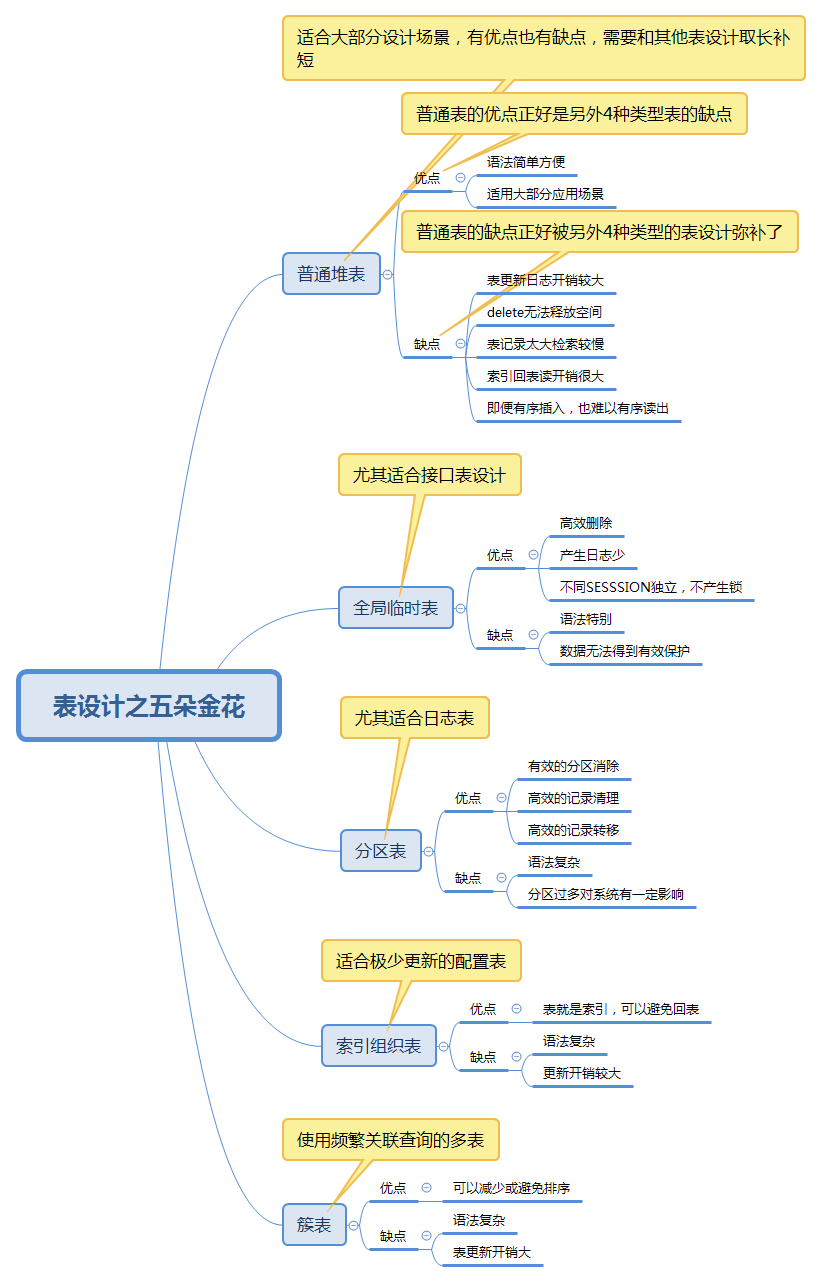 适合大部分设计场景，有优点也有缺点，需要和其他表设计取长补
短
普通表的优点正好是另外4种类型表的缺点
优点
语法简单方便
适用大部分应用场景
普通表的缺点正好被另外4种类型的表设计弥补了
普通堆表
缺点
表更新日志开销较大
delete无法释放空间
表记录太大检索较慢
索引回表读开销很大
即便有序插入，也难以有序读出
尤其适合接口表设计
全局临时表
优点
高效删除
产生日志少
不同SESSSION独立，不产生锁
缺点
语法特别
数据无法得到有效保护
表设计之五朵金花
尤其适合日志表
分区表
优点
有效的分区消除
高效的记录清理
高效的记录转移
缺点
语法复杂
分区过多对系统有一定影响
适合极少更新的配置表
索引组织表
优点
表就是索引，可以避免回表
缺点
语法复杂
更新开销较大
使用频繁关联查询的多表
簇表
优点
可以减少或避免排序
缺点
语法复杂
表更新开销大